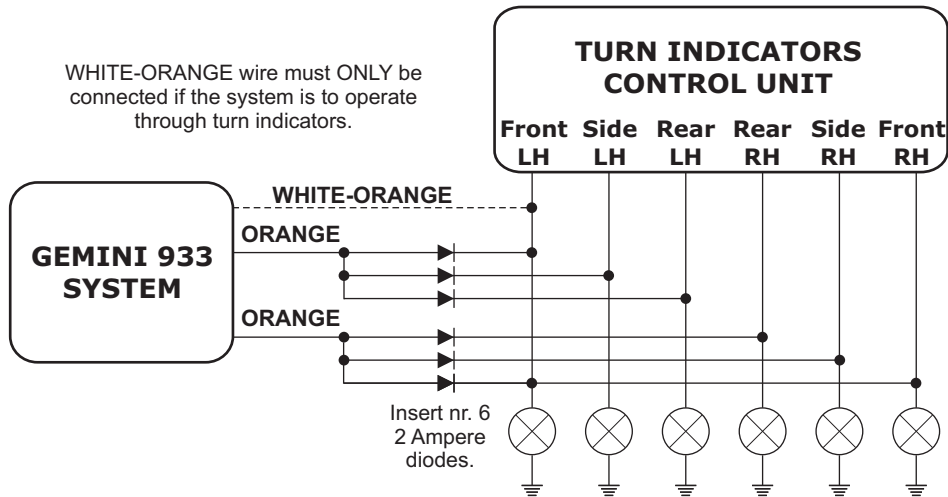 WHITE-ORANGE wire must ONLY be
connected if the system is to operate
through turn indicators.
TURN INDICATORS
CONTROL UNIT
Front Side Rear Rear Side Front
LH LH LH RH RH RH
WHITE-ORANGE
ORANGE
GEMINI 933
SYSTEM
ORANGE
Insert nr. 6
2 Ampere
diodes.